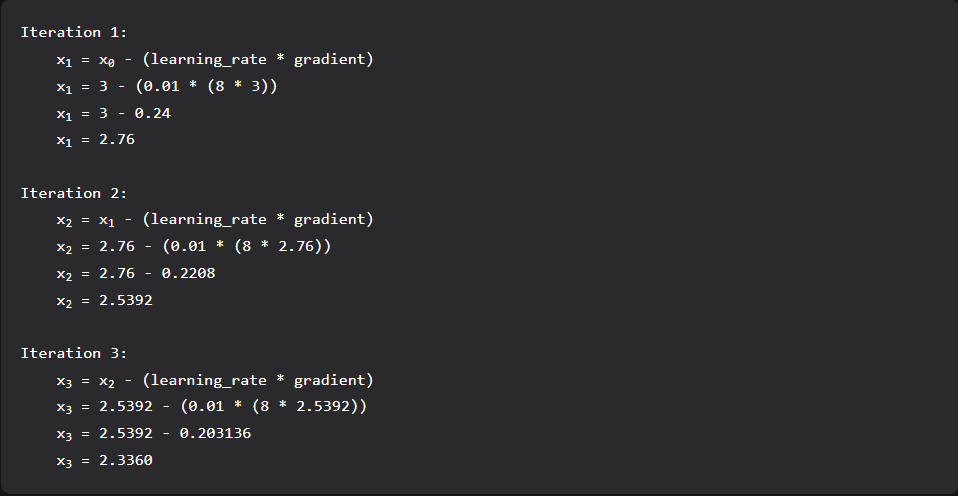 Iteration 1:
x₁ = x₀ - (learning_rate * gradient)
x₁ = 3 - (0.01 * (8 * 3))
x₁ = 3 - 0.24
x₁ = 2.76
Iteration 2:
x₂ = x₁ - (learning_rate * gradient)
x₂ = 2.76 - (0.01 * (8 * 2.76))
x₂ = 2.76 - 0.2208
x₂ = 2.5392
Iteration 3:
x₃ = x₂ - (learning_rate * gradient)
x₃ = 2.5392 - (0.01 * (8 * 2.5392))
x₃ = 2.5392 - 0.203136
x₃ = 2.3360